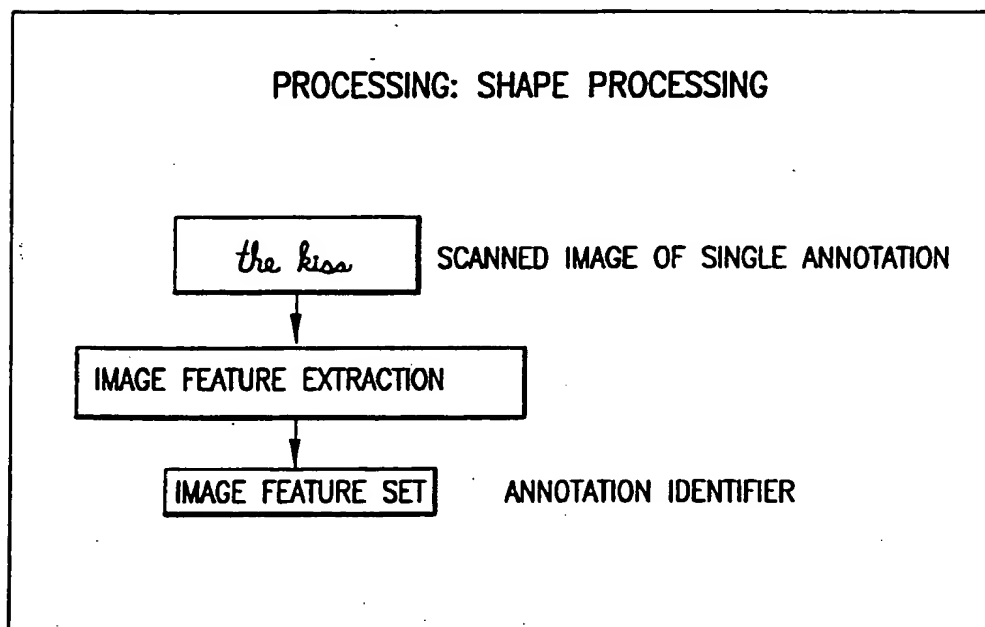 PROCESSING: SHAPE PROCESSING
the kiss
SCANNED IMAGE OF SINGLE ANNOTATION
IMAGE FEATURE EXTRACTION
IMAGE FEATURE SET
ANNOTATION IDENTIFIER